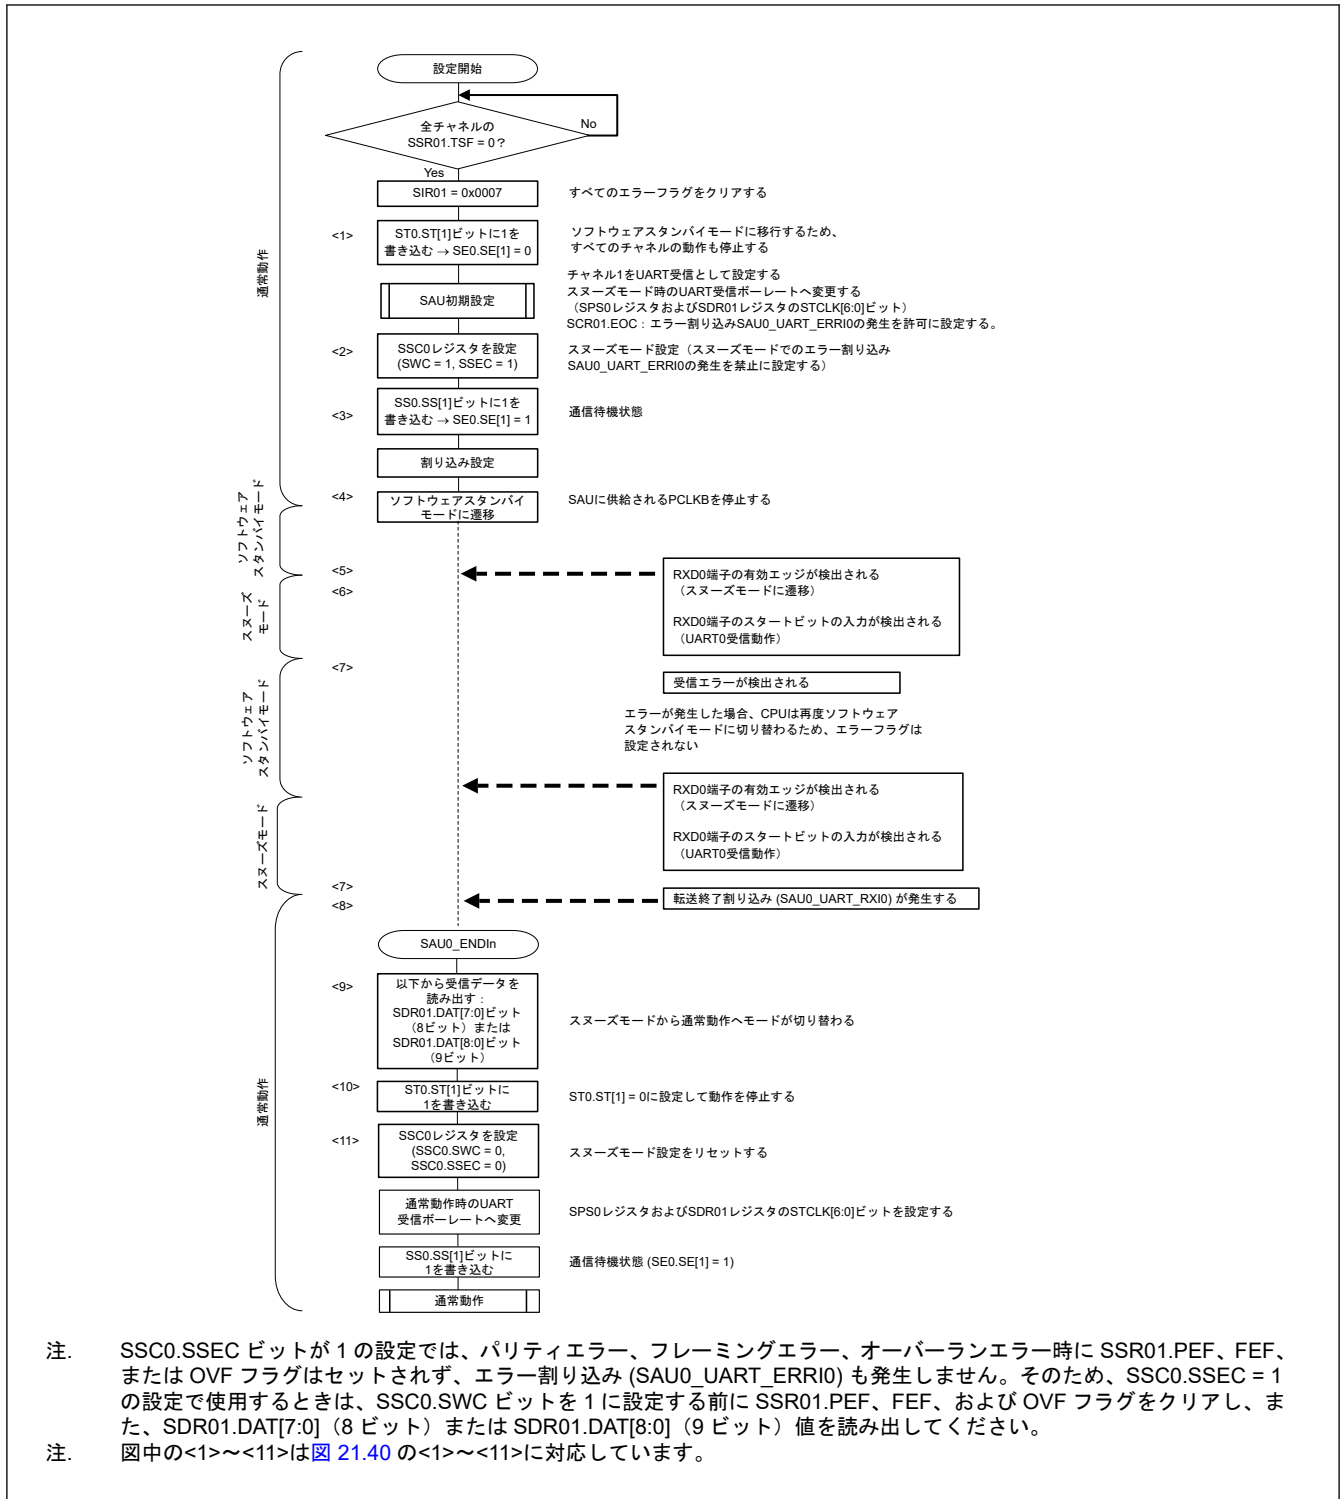 設定開始
全チャネルの
SSR01.TSF = 0？
No
Yes
SIR01 = 0x0007
すべてのエラーフラグをクリアする
通常動作
<1>
ST0.ST[1]ビットに1を
書き込む → SE0.SE[1] = 0
ソフトウェアスタンバイモードに移行するため、
すべてのチャネルの動作も停止する
SAU初期設定
チャネル1をUART受信として設定する
スヌーズモード時のUART受信ボーレートへ変更する
（SPS0レジスタおよびSDR01レジスタのSTCLK[6:0]ビット）
SCR01.EOC：エラー割り込みSAU0_UART_ERRI0の発生を許可に設定する。
<2>
SSC0レジスタを設定
(SWC = 1, SSEC = 1)
スヌーズモード設定（スヌーズモードでのエラー割り込み
SAU0_UART_ERRI0の発生を禁止に設定する）
<3>
SS0.SS[1]ビットに1を
書き込む → SE0.SE[1] = 1
通信待機状態
割り込み設定
<4>
ソフトウェアスタンバイ
モードに遷移
SAUに供給されるPCLKBを停止する
ソフトウェア
スタンバイモード
<5>
<6>
RXD0端子の有効エッジが検出される
（スヌーズモードに遷移）
RXD0端子のスタートビットの入力が検出される
（UART0受信動作）
スヌーズ
モード
<7>
受信エラーが検出される
エラーが発生した場合、CPUは再度ソフトウェア
スタンバイモードに切り替わるため、エラーフラグは
設定されない
ソフトウェア
スタンバイモード
RXD0端子の有効エッジが検出される
（スヌーズモードに遷移）
RXD0端子のスタートビットの入力が検出される
（UART0受信動作）
スヌーズモード
<7>
<8>
転送終了割り込み (SAU0_UART_RXI0) が発生する
SAU0_ENDIn
<9>
以下から受信データを
読み出す：
SDR01.DAT[7:0]ビット
（8ビット）または
SDR01.DAT[8:0]ビット
（9ビット）
スヌーズモードから通常動作へモードが切り替わる
通常動作
<10>
ST0.ST[1]ビットに
1を書き込む
ST0.ST[1] = 0に設定して動作を停止する
<11>
SSC0レジスタを設定
(SSC0.SWC = 0,
SSC0.SSEC = 0)
スヌーズモード設定をリセットする
通常動作時のUART
受信ボーレートへ変更
SPS0レジスタおよびSDR01レジスタのSTCLK[6:0]ビットを設定する
SS0.SS[1]ビットに
1を書き込む
通信待機状態 (SE0.SE[1] = 1)
通常動作
注. SSC0.SSEC ビットが 1 の設定では、パリティエラー、フレーミングエラー、オーバーランエラー時に SSR01.PEF、FEF、
または OVF フラグはセットされず、エラー割り込み (SAU0_UART_ERRI0) も発生しません。そのため、SSC0.SSEC = 1
の設定で使用するときは、SSC0.SWC ビットを 1 に設定する前に SSR01.PEF、FEF、および OVF フラグをクリアし、ま
た、SDR01.DAT[7:0]（8 ビット）または SDR01.DAT[8:0]（9 ビット）値を読み出してください。
注. 図中の<1>～<11>は図 21.40 の<1>～<11>に対応しています。